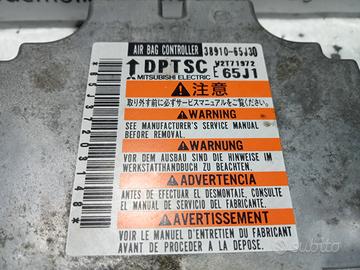 AIR BAG CONTROLLER 38910-65J30
↑DPTSC V2T71972
MITSUBISHI ELECTRIC E 65J1
⚠注意
取り外す前に必ずサービスマニュアルをご覧ください。
⚠WARNING
SEE MANUFACTURER'S SERVICE MANUAL
BEFORE REMOVAL.
⚠WARNUNG
VOR DEM AUSBAU SIND DIE HINWEISE IM
WERKSTATTHANDBUCH ZU BEACHTEN.
⚠ADVERTENCIA
ANTES DE EFECTUAR EL DESMONTAJE, CONSULTE
EL MANUAL DE SERVICIO DEL FABRICANTE.
⚠AVERTISSEMENT
VOIR LE MANUEL D'ENTRETIEN DU FABRICANT
AVANT DE PROCEDER A LA DEPOSE.
*65J37203148*
subito